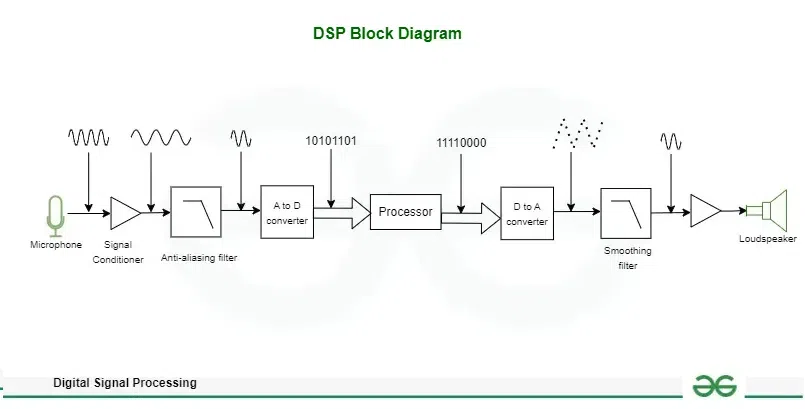 DSP Block Diagram
10101101
11110000
Microphone
Signal
Conditioner
Anti-aliasing filter
A to D
converter
Processor
D to A
converter
Smoothing
filter
Loudspeaker
Digital Signal Processing